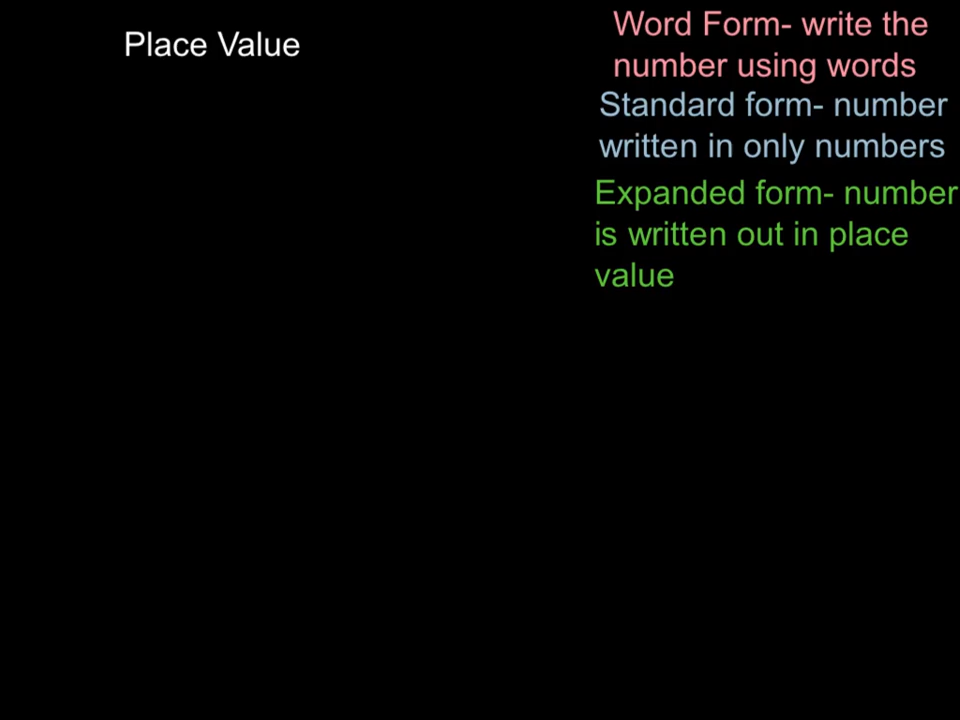 Place Value
Word Form- write the
number using words
Standard form- number
written in only numbers
Expanded form- number
is written out in place
value